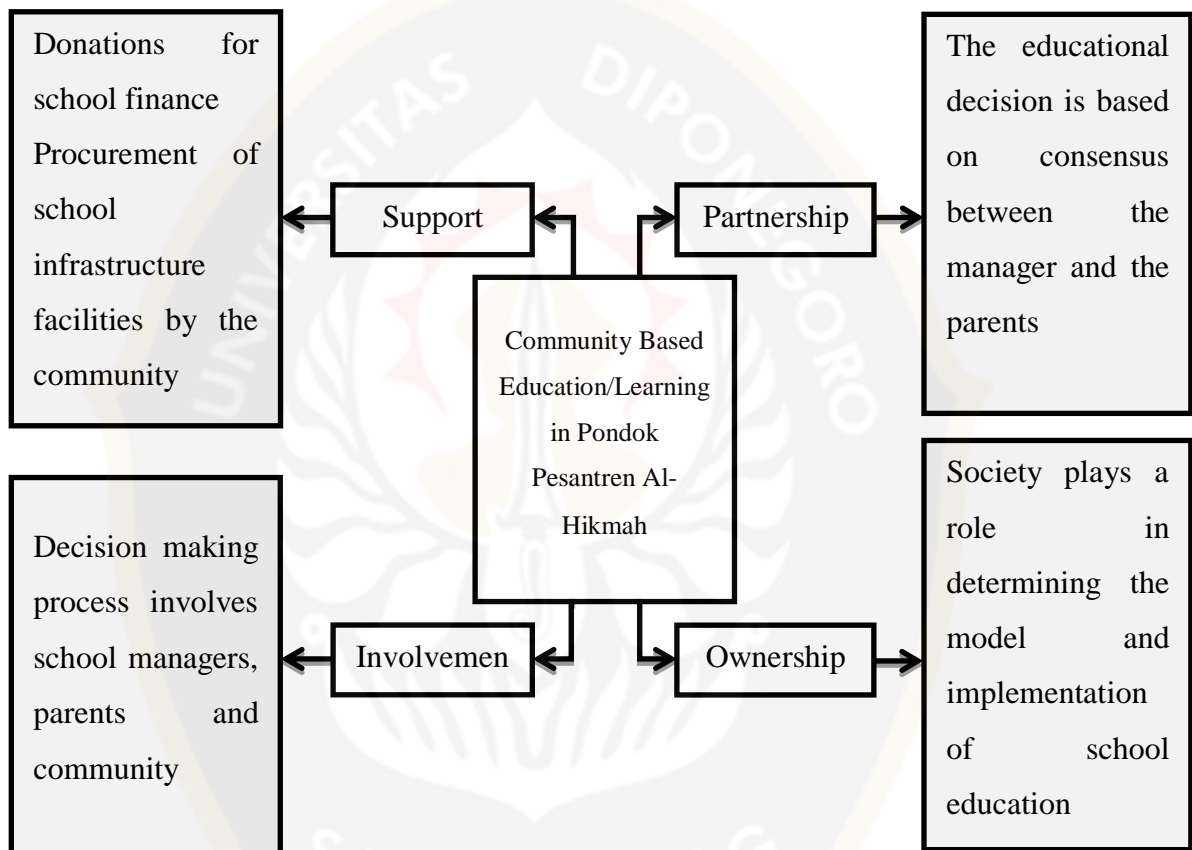 Donations for
school finance
Procurement of
school
infrastructure
facilities by the
community
Support
Partnership
The educational
decision is based
on consensus
between the
manager and the
parents
Community Based
Education/Learning
in Pondok
Pesantren Al-
Hikmah
Decision making
process involves
school managers,
parents and
community
Involvemen
Ownership
Society plays a
role in
determining the
model and
implementation
of school
education
UNIVERSITAS DIPONEGORO